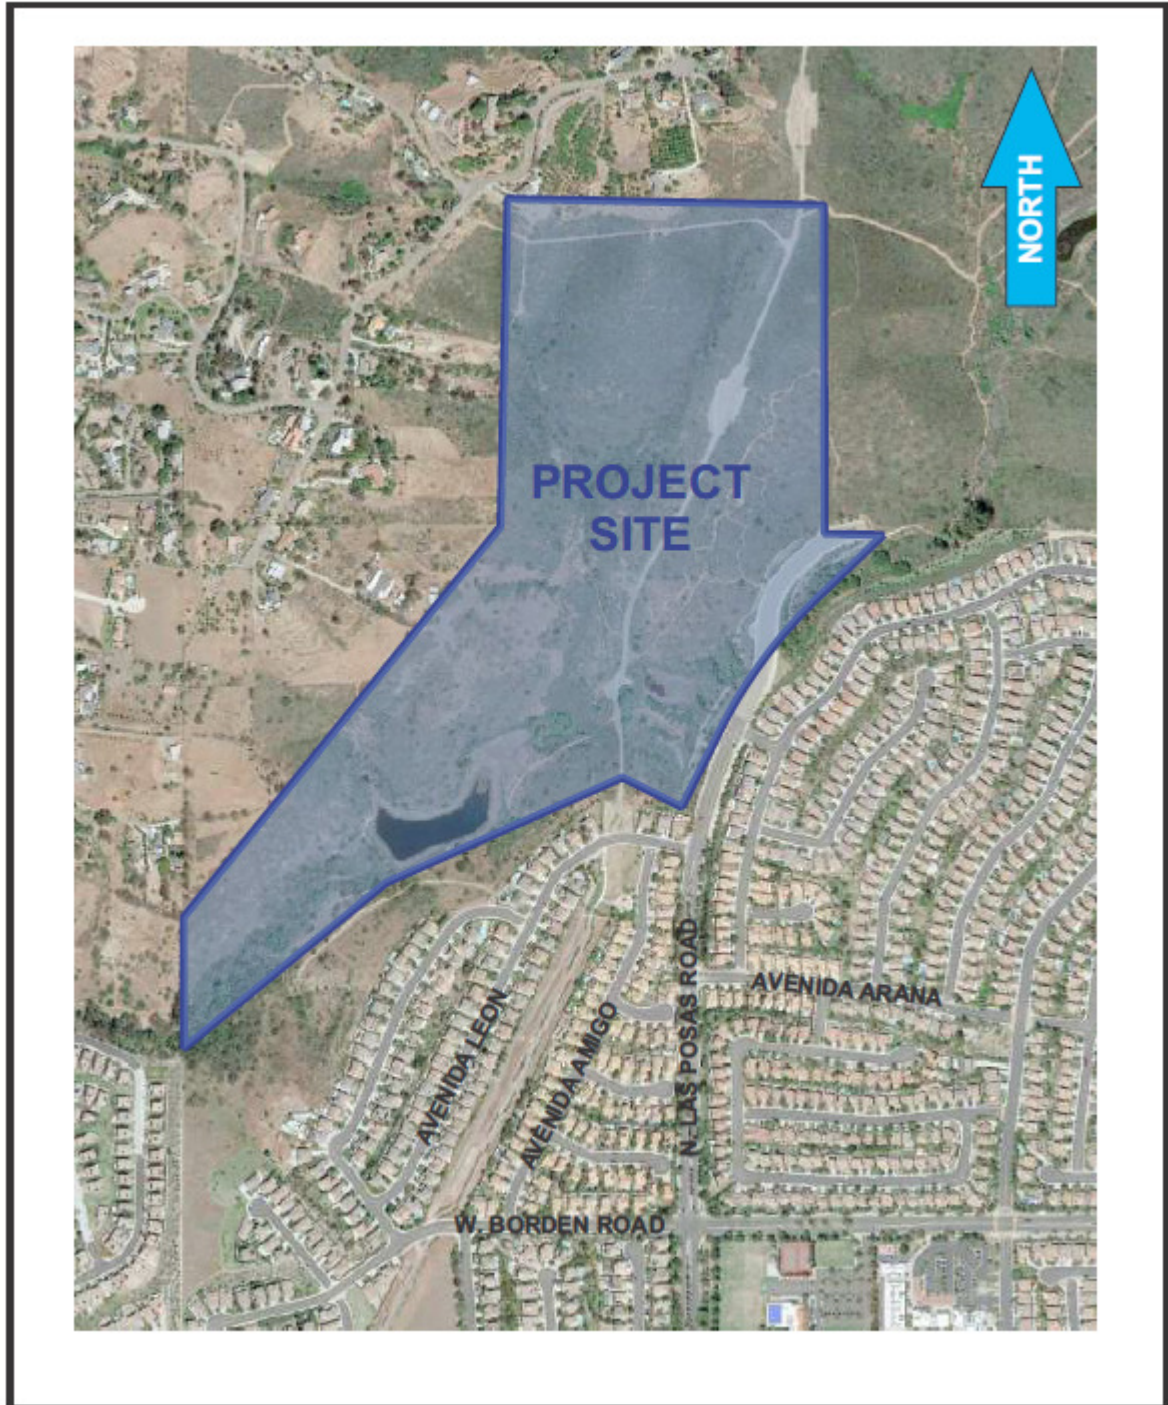 NORTH
PROJECT
SITE
AVENIDA ARANA
N. LAS POSAS ROAD
AVENIDA LEON
AVENIDA AMIGO
W. BORDEN ROAD